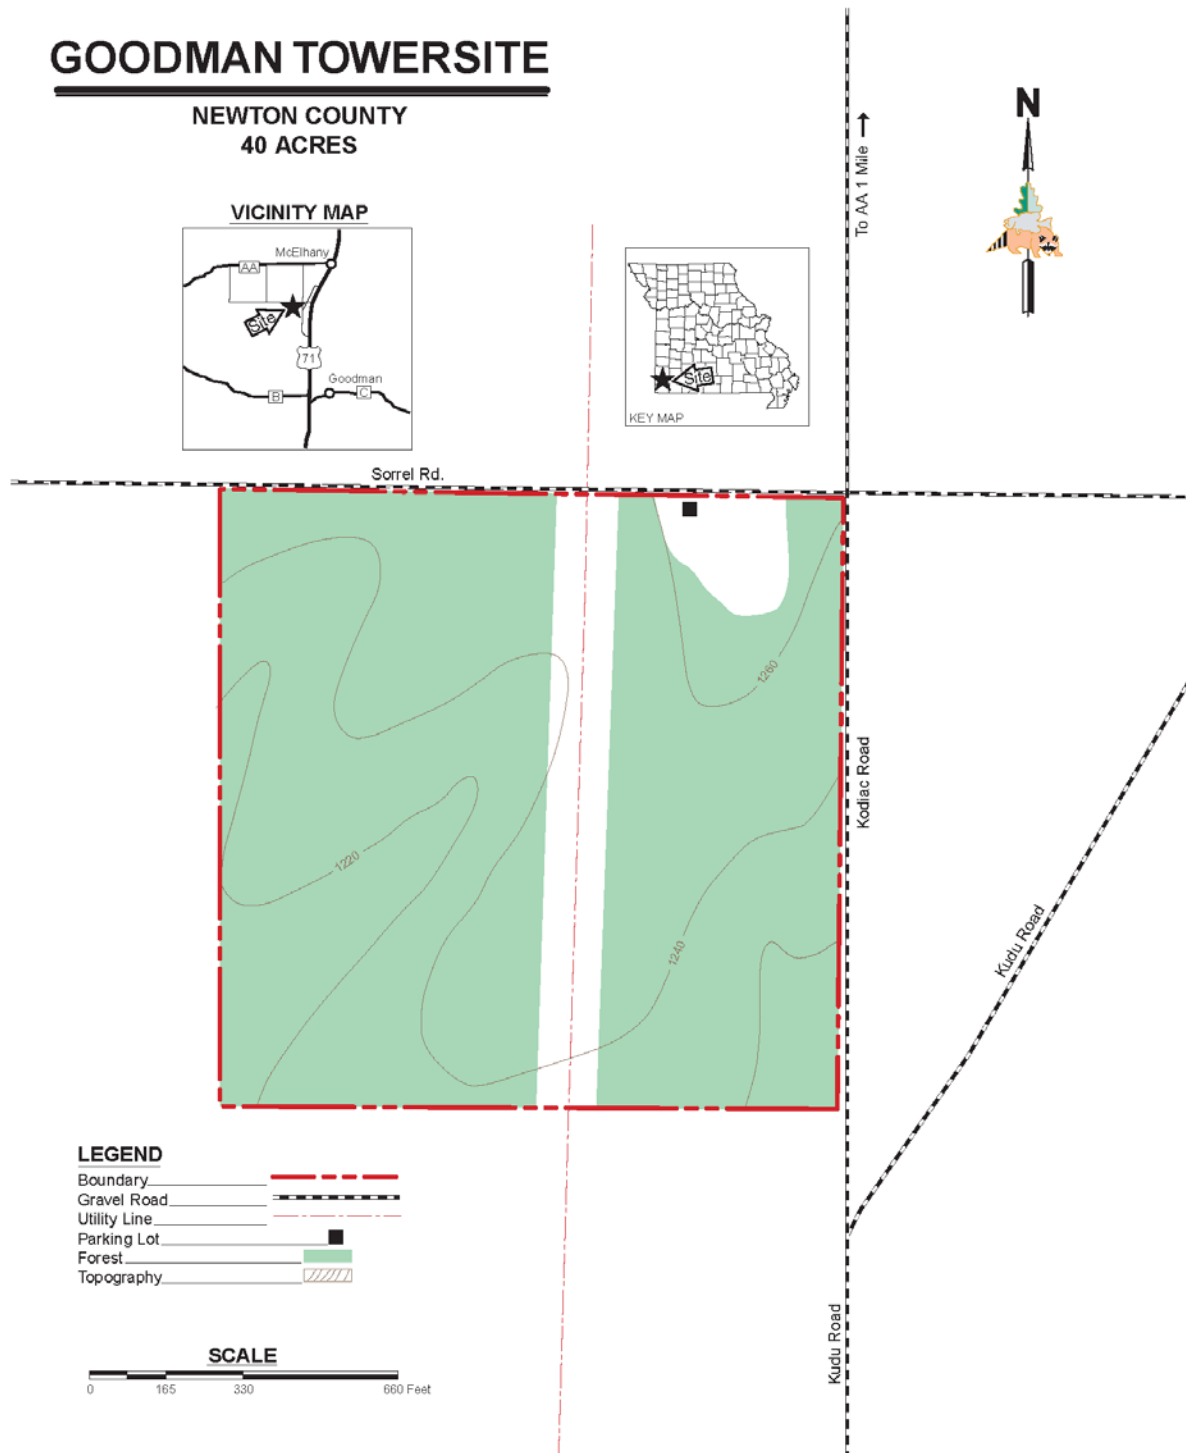 GOODMAN TOWERSITE
NEWTON COUNTY
40 ACRES
N
To AA 1 Mile
VICINITY MAP
McElhany
AA
Site
71
Goodman
B
C
Site
KEY MAP
Sorrel Rd.
1260
Kodiac Road
1220
1240
Kudu Road
LEGEND
Boundary
Gravel Road
Utility Line
Parking Lot
Forest
Topography
Kudu Road
SCALE
0 165 330 660 Feet